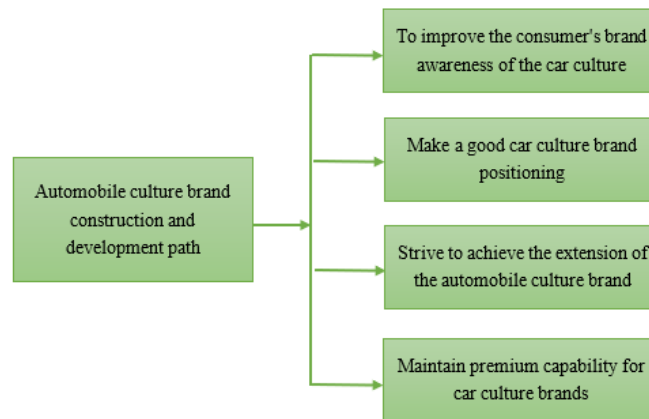 To improve the consumer's brand
awareness of the car culture
Make a good car culture brand
positioning
Automobile culture brand
construction and
development path
Strive to achieve the extension of
the automobile culture brand
Maintain premium capability for
car culture brands